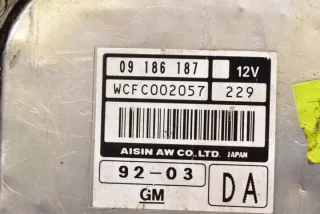 09 186 187 12V
WCFC002057 229
AISIN AW CO., LTD. JAPAN
92-03 DA
GM